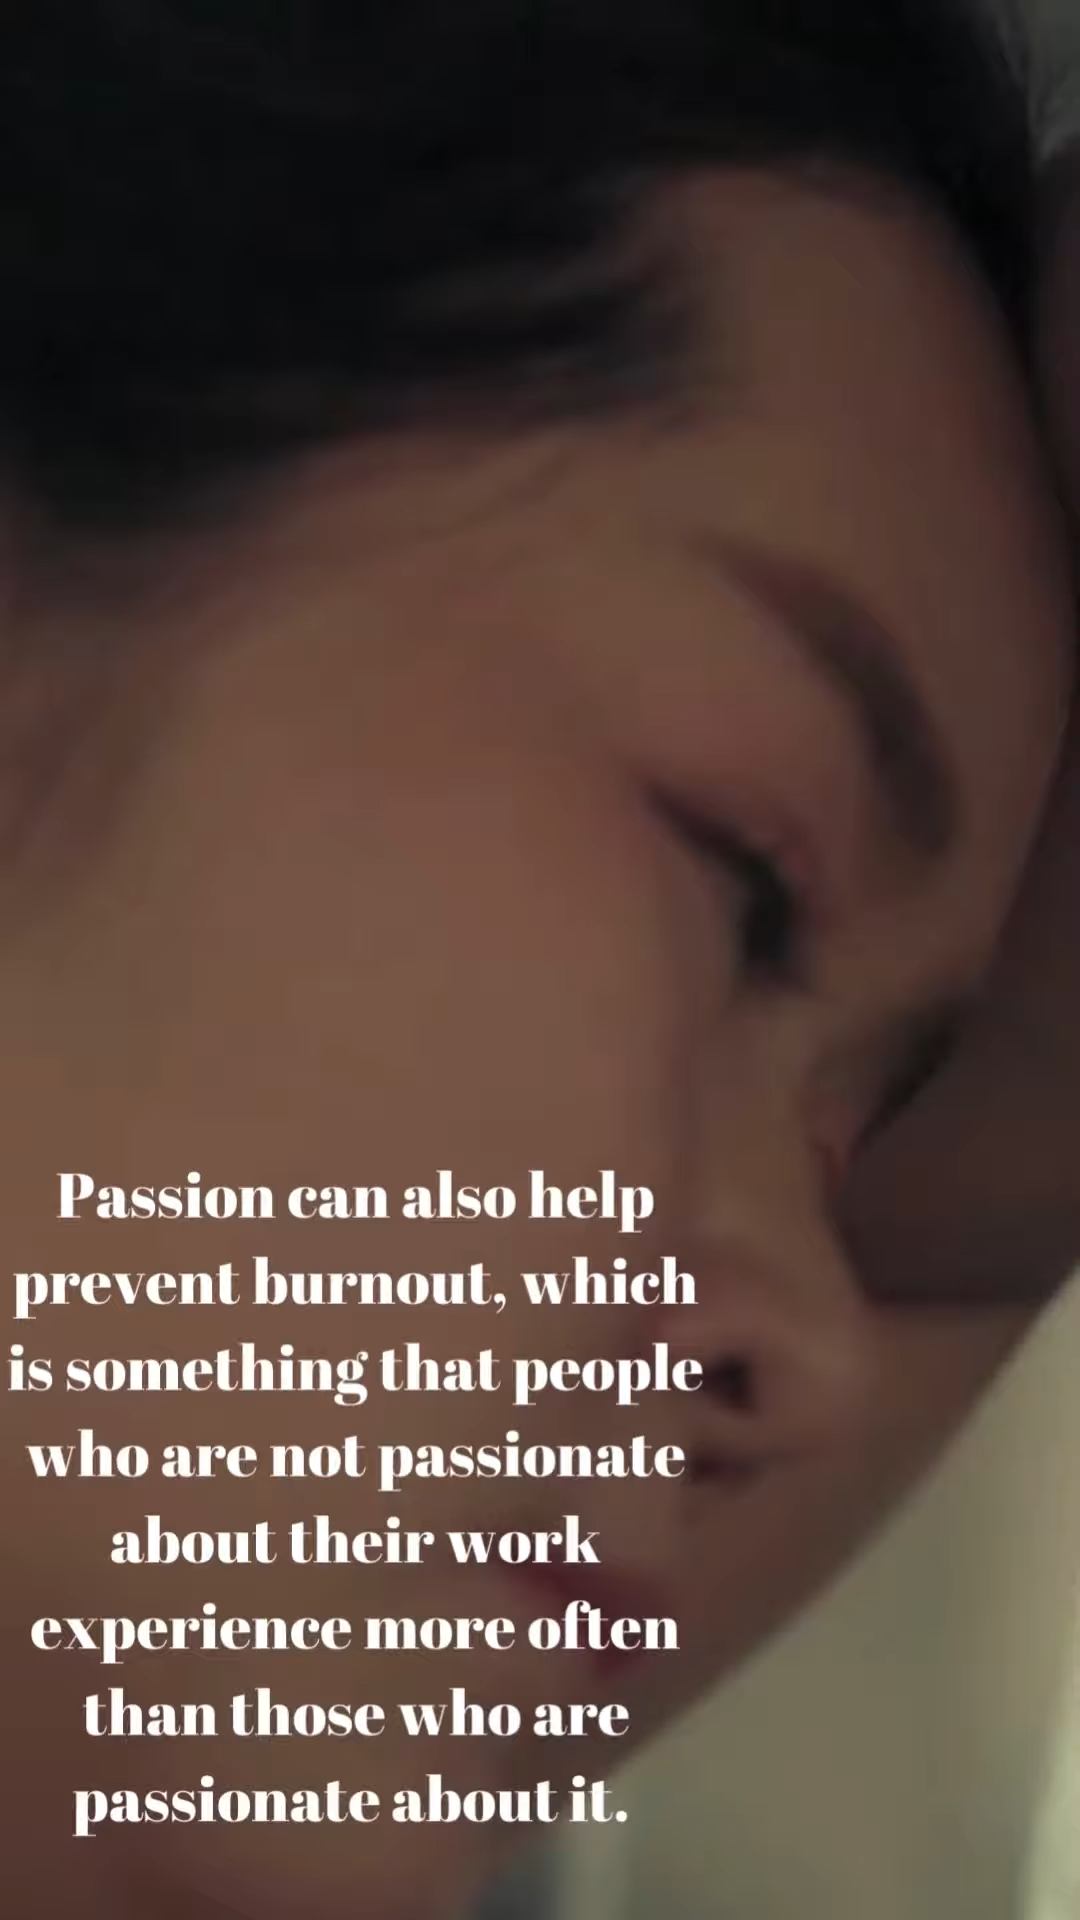 Passion can also help
prevent burnout, which
is something that people
who are not passionate
about their work
experience more often
than those who are
passionate about it.